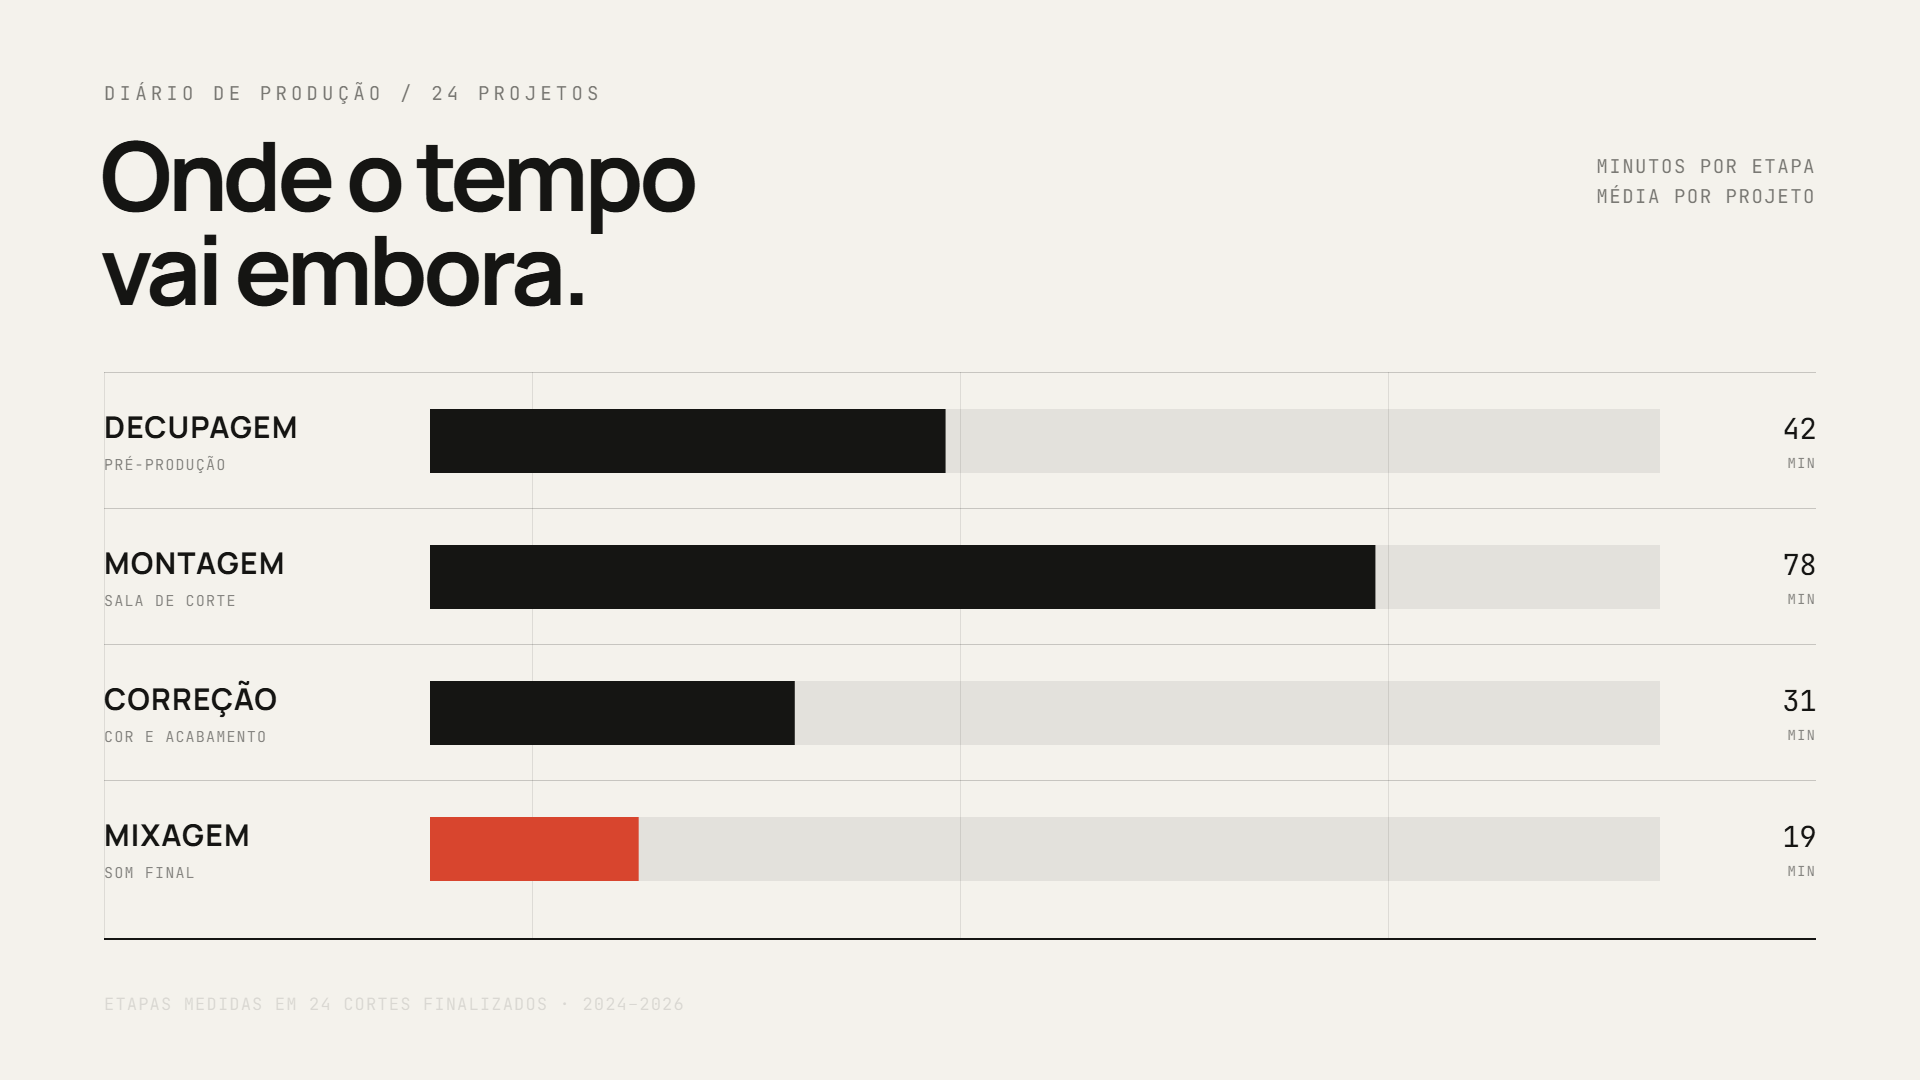 DIÁRIO DE PRODUÇÃO / 24 PROJETOS
Onde o tempo
vai embora.
MINUTOS POR ETAPA
MÉDIA POR PROJETO
DECUPAGEM
PRÉ-PRODUÇÃO
42
MIN
MONTAGEM
SALA DE CORTE
78
MIN
CORREÇÃO
COR E ACABAMENTO
31
MIN
MIXAGEM
SOM FINAL
19
MIN
ETAPAS MEDIDAS EM 24 CORTES FINALIZADOS · 2024–2026